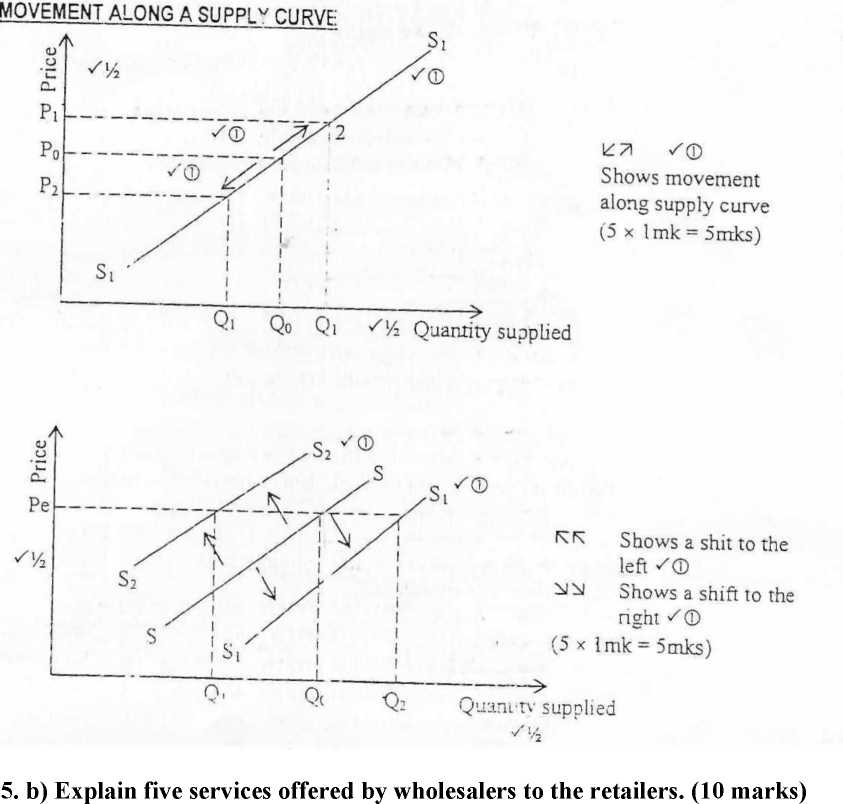 MOVEMENT ALONG A SUPPLY CURVE
Price
✓½
S₁
✓①
P₁
✓①
2
P₀
✓①
P₂
S₁
Q₁ Q₀ Q₁ ✓½ Quantity supplied
↙↗ ✓①
Shows movement
along supply curve
(5 × 1mk = 5mks)
Price
S₂ ✓①
S
S₁ ✓①
Pe
✓½
S₂
S
S₁
Q₂
Quantity supplied
✓½
↖↖ Shows a shit to the
left ✓①
↘↘ Shows a shift to the
right ✓①
(5 × 1mk = 5mks)
5. b) Explain five services offered by wholesalers to the retailers. (10 marks)